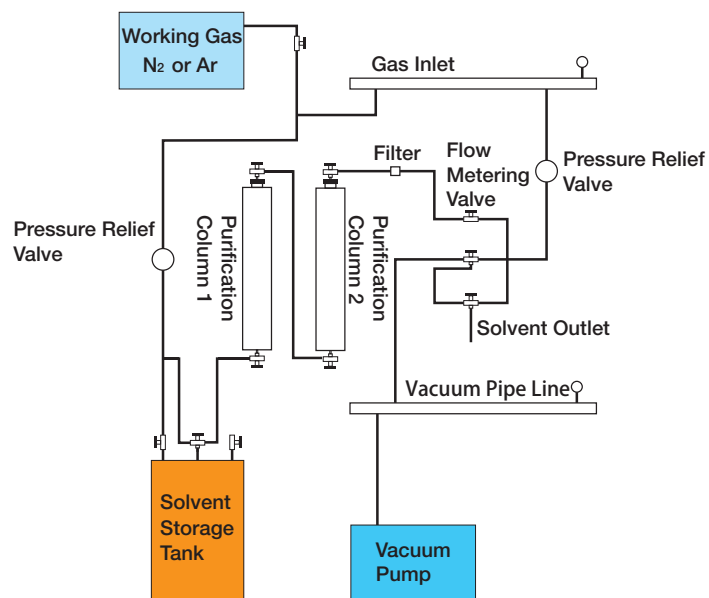 Working Gas
N₂ or Ar
Gas Inlet
Filter
Flow
Metering
Valve
Pressure Relief
Valve
Pressure Relief
Valve
Purification
Column 1
Purification
Column 2
Solvent Outlet
Vacuum Pipe Line
Solvent
Storage
Tank
Vacuum
Pump